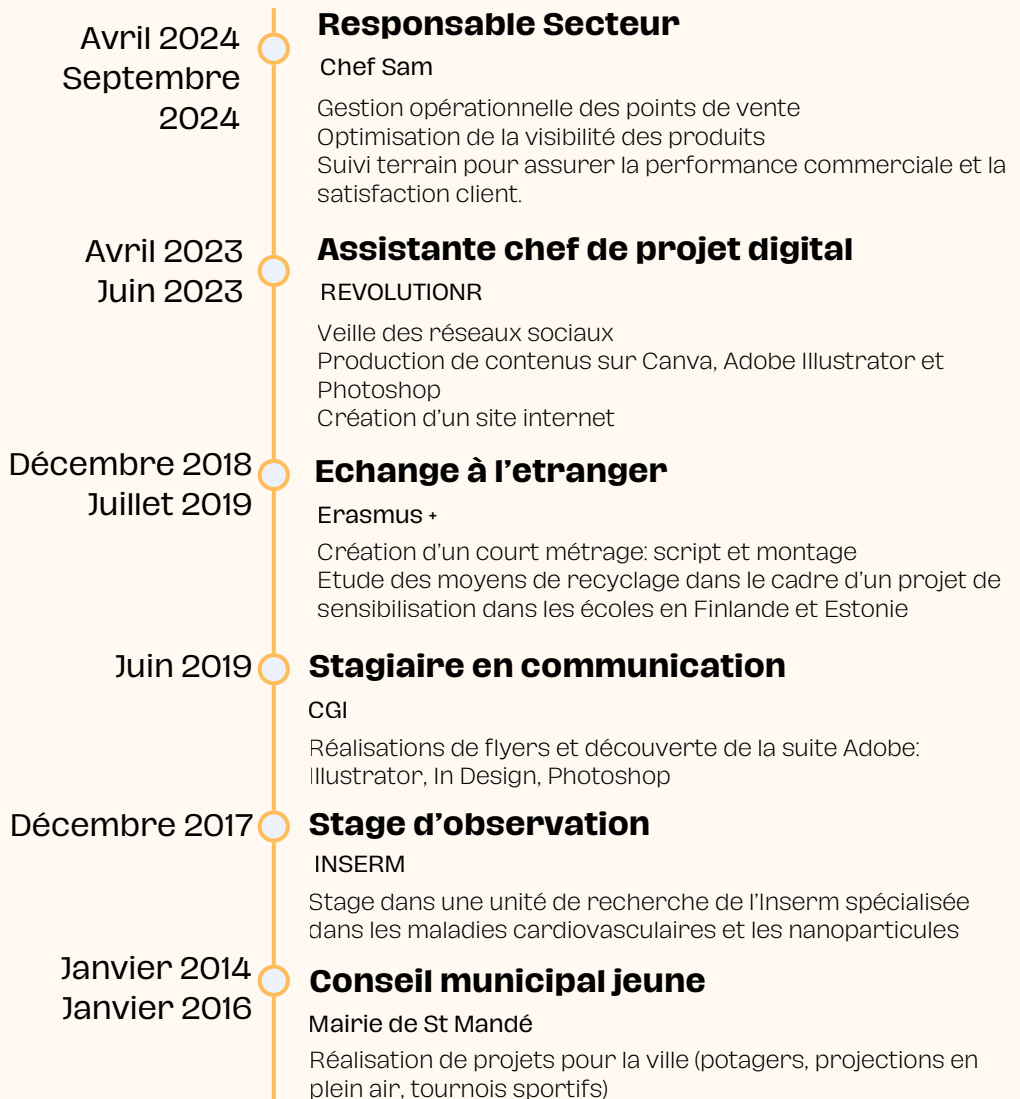 Avril 2024
Septembre
2024
Responsable Secteur
Chef Sam
Gestion opérationnelle des points de vente
Optimisation de la visibilité des produits
Suivi terrain pour assurer la performance commerciale et la
satisfaction client.
Avril 2023
Juin 2023
Assistante chef de projet digital
REVOLUTIONR
Veille des réseaux sociaux
Production de contenus sur Canva, Adobe Illustrator et
Photoshop
Création d'un site internet
Décembre 2018
Juillet 2019
Echange à l'etranger
Erasmus +
Création d'un court métrage: script et montage
Etude des moyens de recyclage dans le cadre d'un projet de
sensibilisation dans les écoles en Finlande et Estonie
Juin 2019
Stagiaire en communication
CGI
Réalisations de flyers et découverte de la suite Adobe:
Illustrator, In Design, Photoshop
Décembre 2017
Stage d'observation
INSERM
Stage dans une unité de recherche de l'Inserm spécialisée
dans les maladies cardiovasculaires et les nanoparticules
Janvier 2014
Janvier 2016
Conseil municipal jeune
Mairie de St Mandé
Réalisation de projets pour la ville (potagers, projections en
plein air, tournois sportifs)